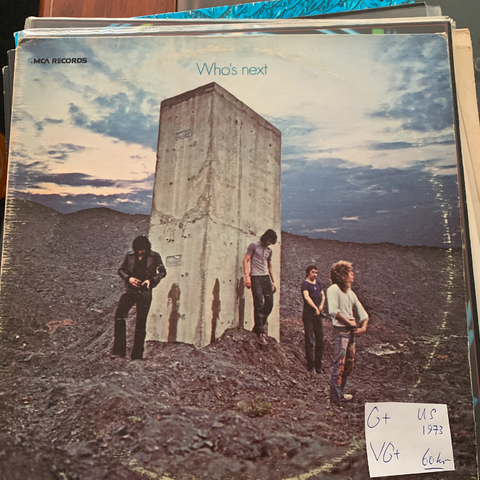 MCA RECORDS
Who's next
G+ US
1973
VG+ 60kr